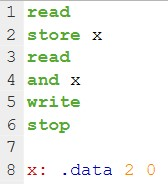 1 read
2 store x
3 read
4 and x
5 write
6 stop
7
8 x: .data 2 0